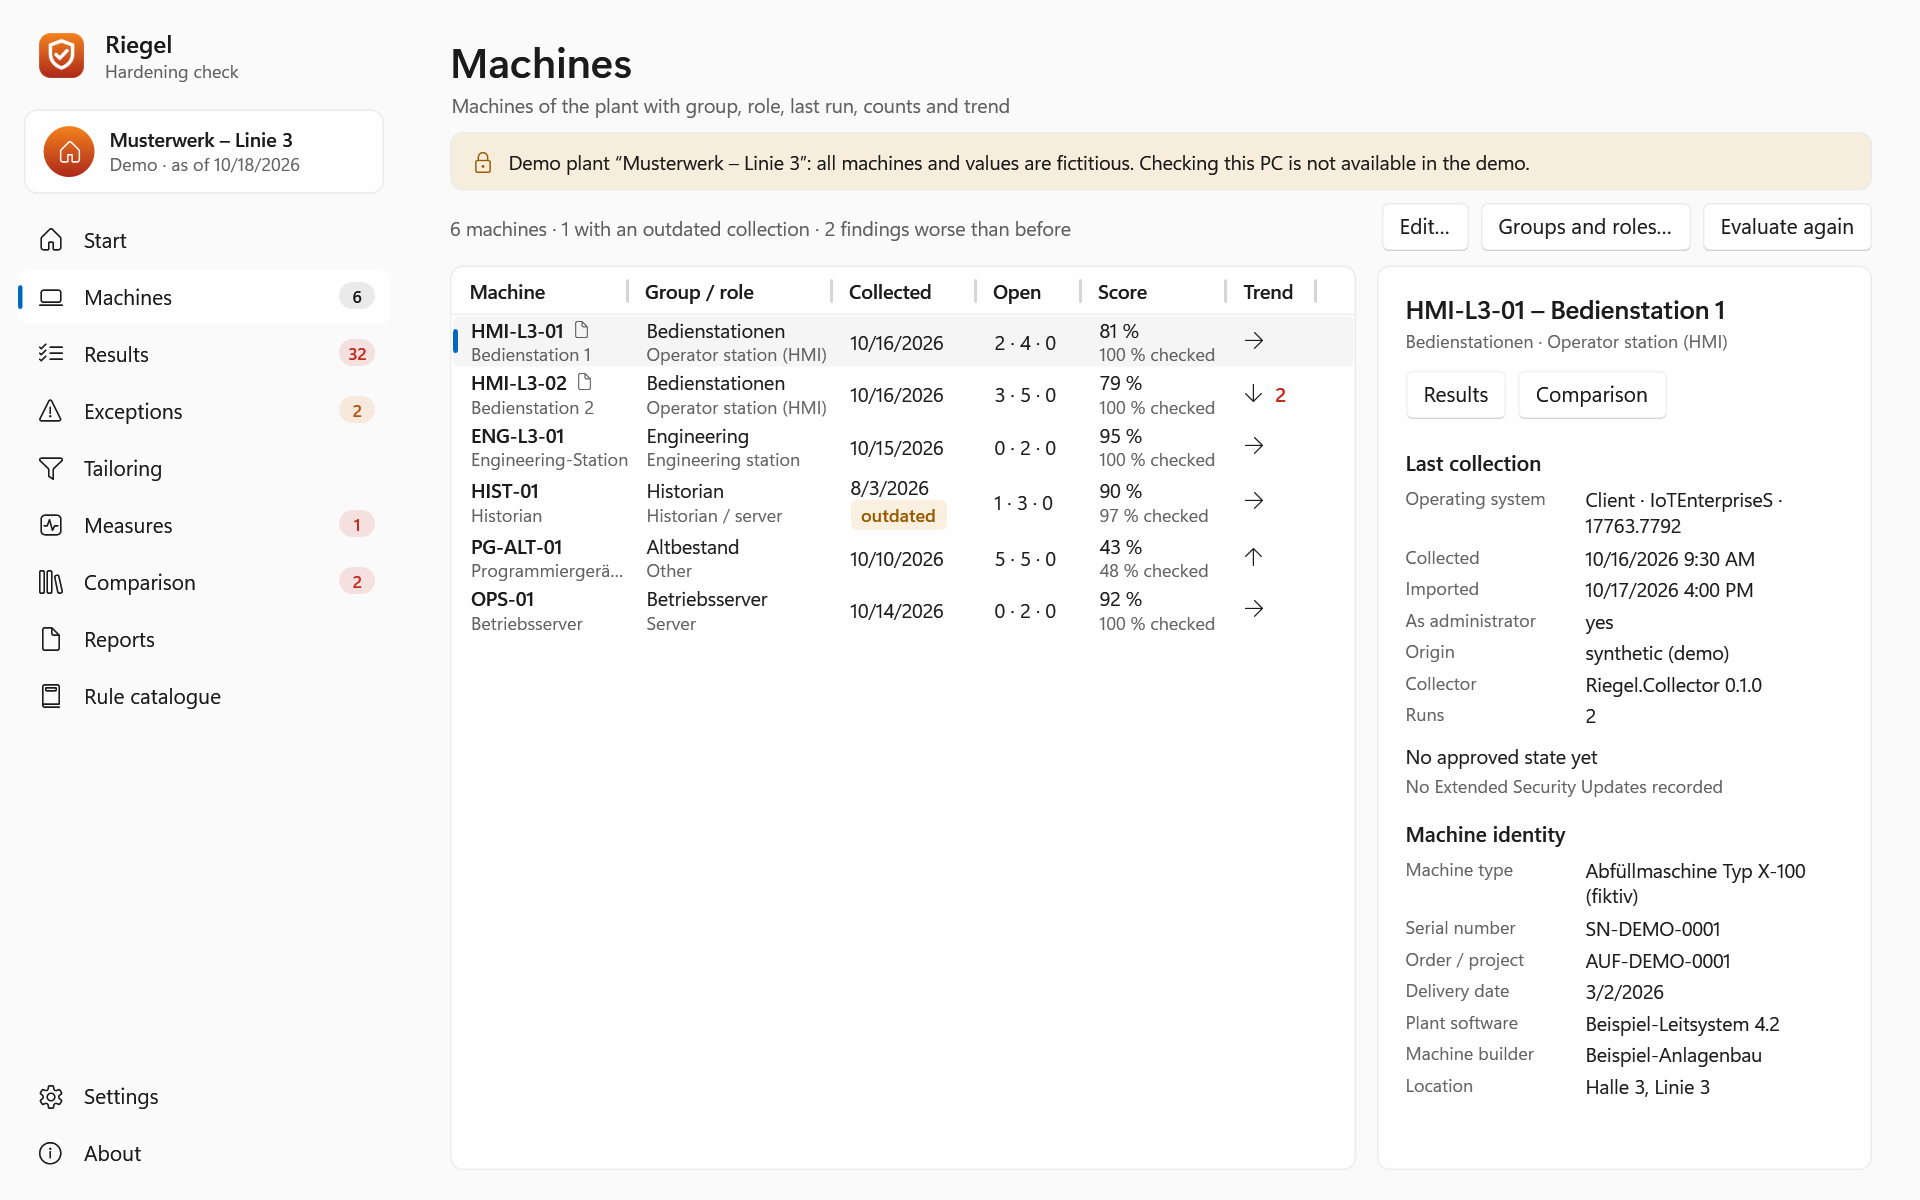 Riegel
Hardening check
Musterwerk – Linie 3
Demo · as of 10/18/2026
Start
Machines 6
Results 32
Exceptions 2
Tailoring
Measures 1
Comparison 2
Reports
Rule catalogue
Settings
About
Machines
Machines of the plant with group, role, last run, counts and trend
Demo plant “Musterwerk – Linie 3”: all machines and values are fictitious. Checking this PC is not available in the demo.
6 machines · 1 with an outdated collection · 2 findings worse than before
Edit... Groups and roles... Evaluate again
Machine Group / role Collected Open Score Trend
HMI-L3-01 Bedienstationen 10/16/2026 2 · 4 · 0 81 % →
Bedienstation 1 Operator station (HMI) 100 % checked
HMI-L3-02 Bedienstationen 10/16/2026 3 · 5 · 0 79 % ↓ 2
Bedienstation 2 Operator station (HMI) 100 % checked
ENG-L3-01 Engineering 10/15/2026 0 · 2 · 0 95 % →
Engineering-Station Engineering station 100 % checked
HIST-01 Historian 8/3/2026 1 · 3 · 0 90 % →
Historian Historian / server outdated 97 % checked
PG-ALT-01 Altbestand 10/10/2026 5 · 5 · 0 43 % ↑
Programmiergerä... Other 48 % checked
OPS-01 Betriebsserver 10/14/2026 0 · 2 · 0 92 % →
Betriebsserver Server 100 % checked
HMI-L3-01 – Bedienstation 1
Bedienstationen · Operator station (HMI)
Results Comparison
Last collection
Operating system Client · IoTEnterpriseS ·
17763.7792
Collected 10/16/2026 9:30 AM
Imported 10/17/2026 4:00 PM
As administrator yes
Origin synthetic (demo)
Collector Riegel.Collector 0.1.0
Runs 2
No approved state yet
No Extended Security Updates recorded
Machine identity
Machine type Abfüllmaschine Typ X-100
(fiktiv)
Serial number SN-DEMO-0001
Order / project AUF-DEMO-0001
Delivery date 3/2/2026
Plant software Beispiel-Leitsystem 4.2
Machine builder Beispiel-Anlagenbau
Location Halle 3, Linie 3